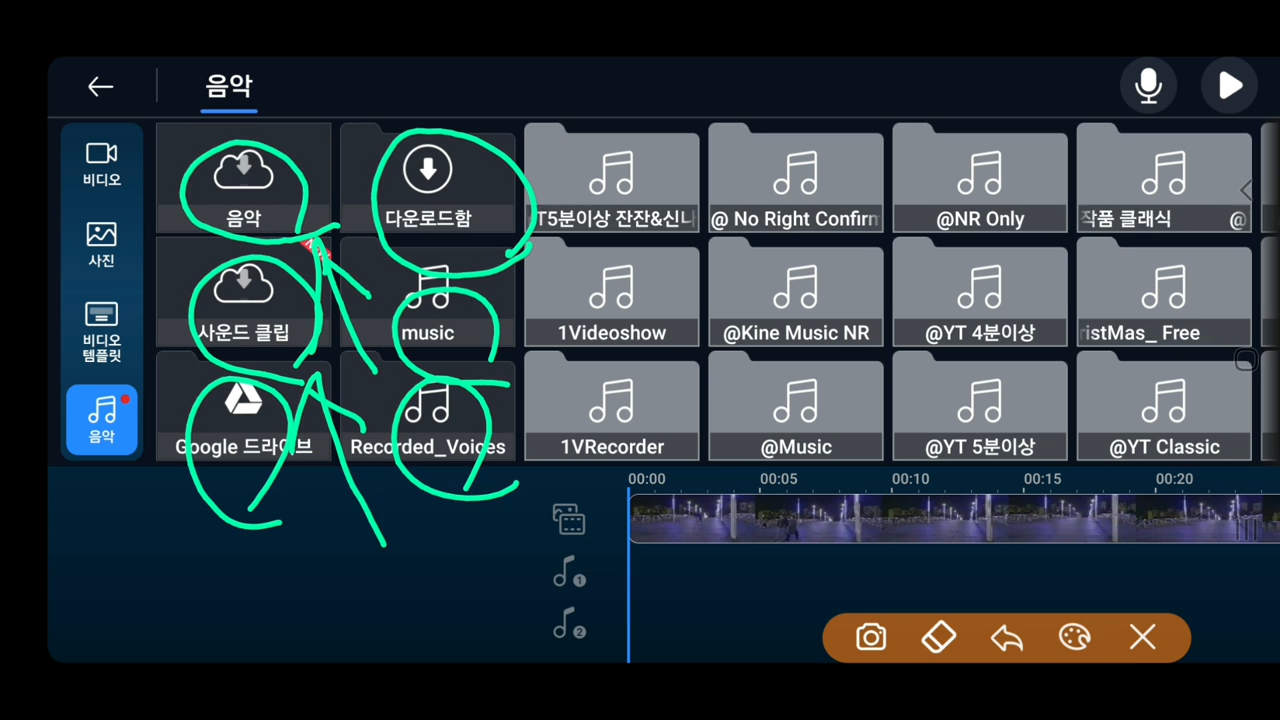 음악
비디오
사진
비디오
템플릿
음악
음악
다운로드함
T5분이상 잔잔&신나
@ No Right Confirm
@NR Only
작품 클래식 @
사운드 클립
music
1Videoshow
@Kine Music NR
@YT 4분이상
ristMas_ Free
Google 드라이브
Recorded_Voices
1VRecorder
@Music
@YT 5분이상
@YT Classic
00:00 00:05 00:10 00:15 00:20
1
2